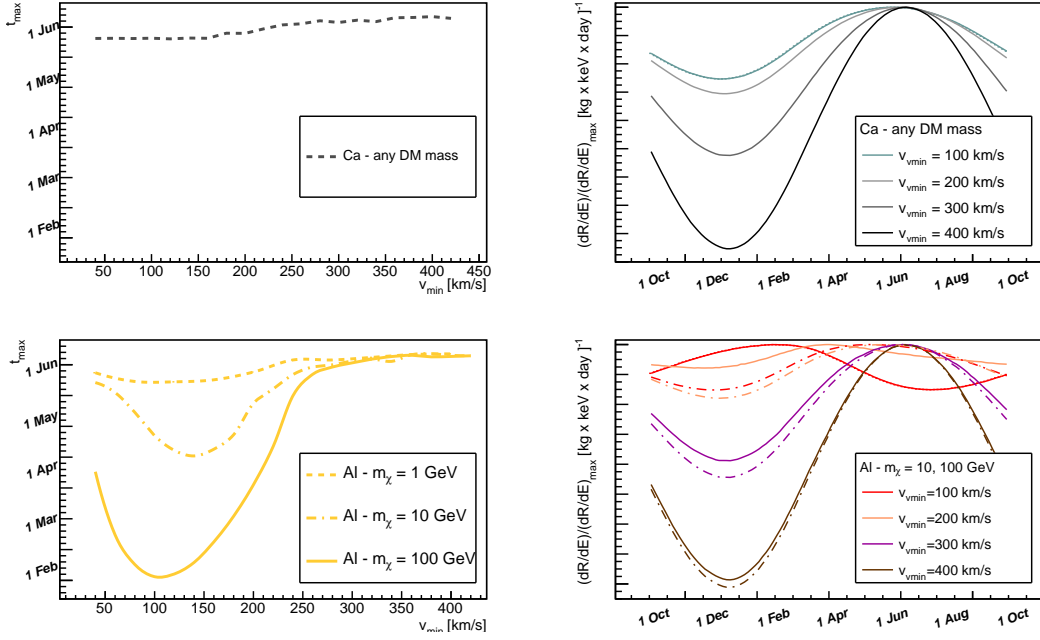 t_max
1 Jun
1 May
1 Apr
1 Mar
1 Feb
Ca - any DM mass
50 100 150 200 250 300 350 400 450
v_min [km/s]
(dR/dE)/(dR/dE)_max [kg x keV x day]^-1
Ca - any DM mass
v_vmin = 100 km/s
v_vmin = 200 km/s
v_vmin = 300 km/s
v_vmin = 400 km/s
1 Oct 1 Dec 1 Feb 1 Apr 1 Jun 1 Aug 1 Oct
t_max
1 Jun
1 May
1 Apr
1 Mar
1 Feb
Al - m_χ = 1 GeV
Al - m_χ = 10 GeV
Al - m_χ = 100 GeV
50 100 150 200 250 300 350 400
v_min [km/s]
(dR/dE)/(dR/dE)_max [kg x keV x day]^-1
Al - m_χ = 10, 100 GeV
v_vmin=100 km/s
v_vmin=200 km/s
v_vmin=300 km/s
v_vmin=400 km/s
1 Oct 1 Dec 1 Feb 1 Apr 1 Jun 1 Aug 1 Oct